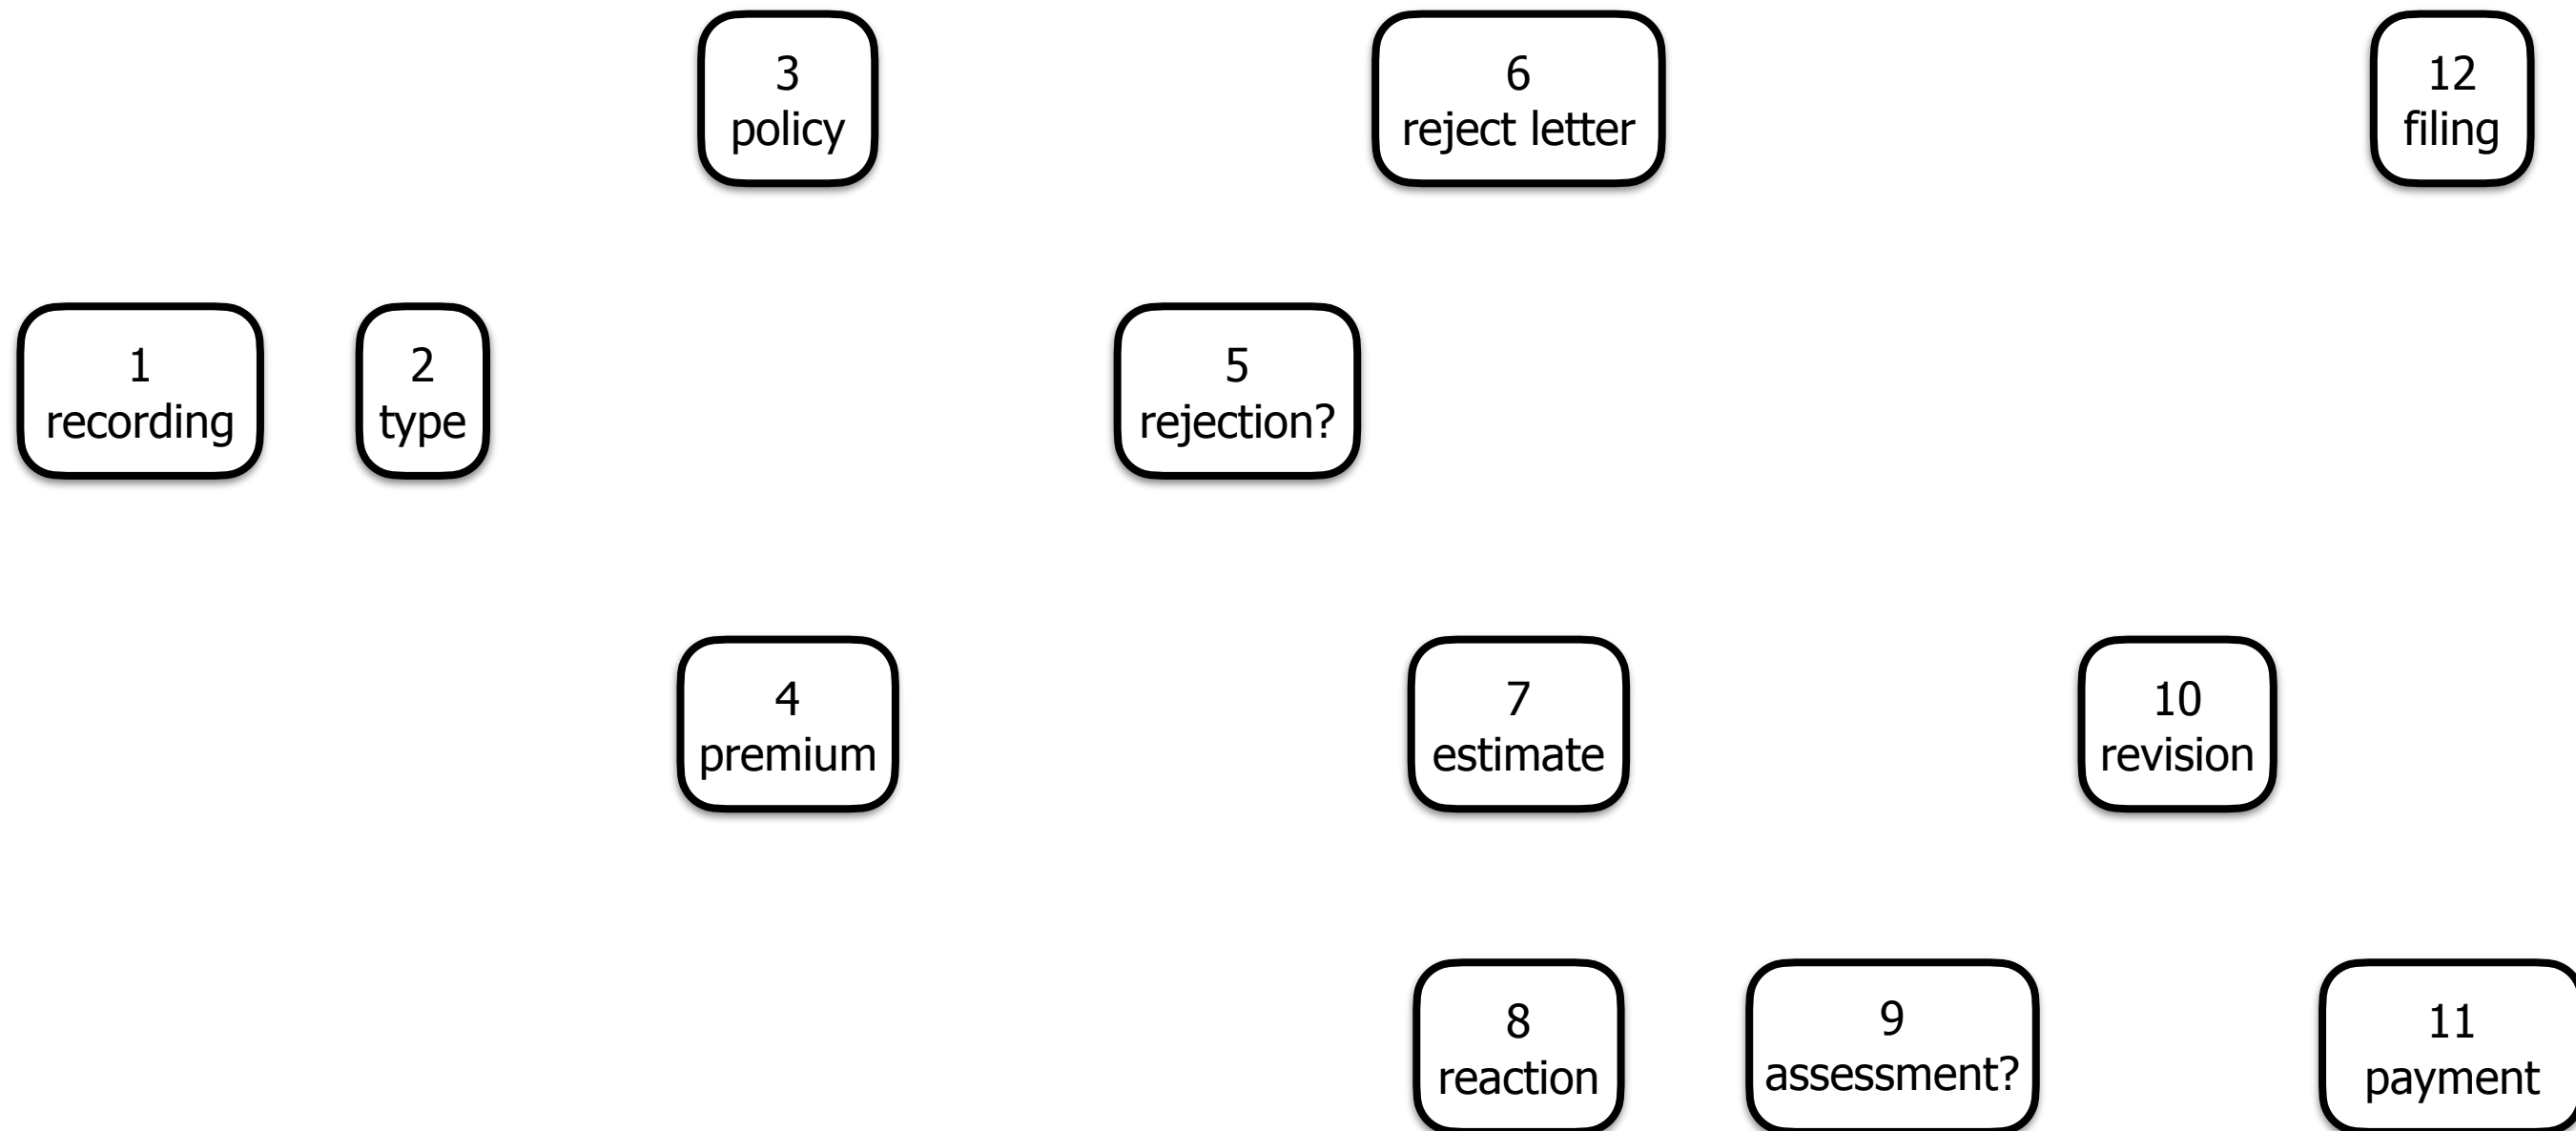 3
policy
6
reject letter
12
filing
1
recording
2
type
5
rejection?
4
premium
7
estimate
10
revision
8
reaction
9
assessment?
11
payment